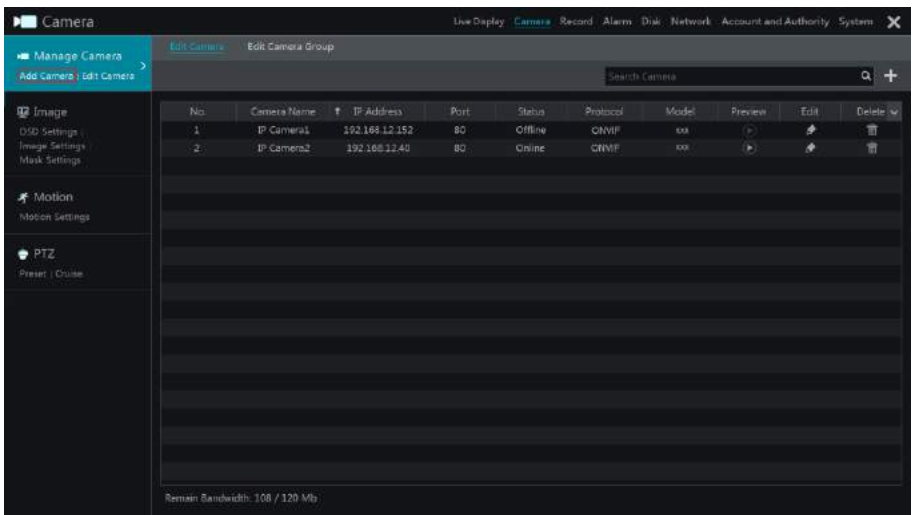 Camera
Live Display Camera Record Alarm Disk Network Account and Authority System
Manage Camera
Add Camera | Edit Camera
Edit Camera Edit Camera Group
Search Camera
Image
OSD Settings |
Image Settings |
Mask Settings
Motion
Motion Settings
PTZ
Preset | Cruise
No. Camera Name IP Address Port Status Protocol Model Preview Edit Delete
1 IP Camera1 192.168.12.152 80 Offline ONVIF xxx
2 IP Camera2 192.168.12.40 80 Online ONVIF xxx
Remain Bandwidth: 108 / 120 Mb